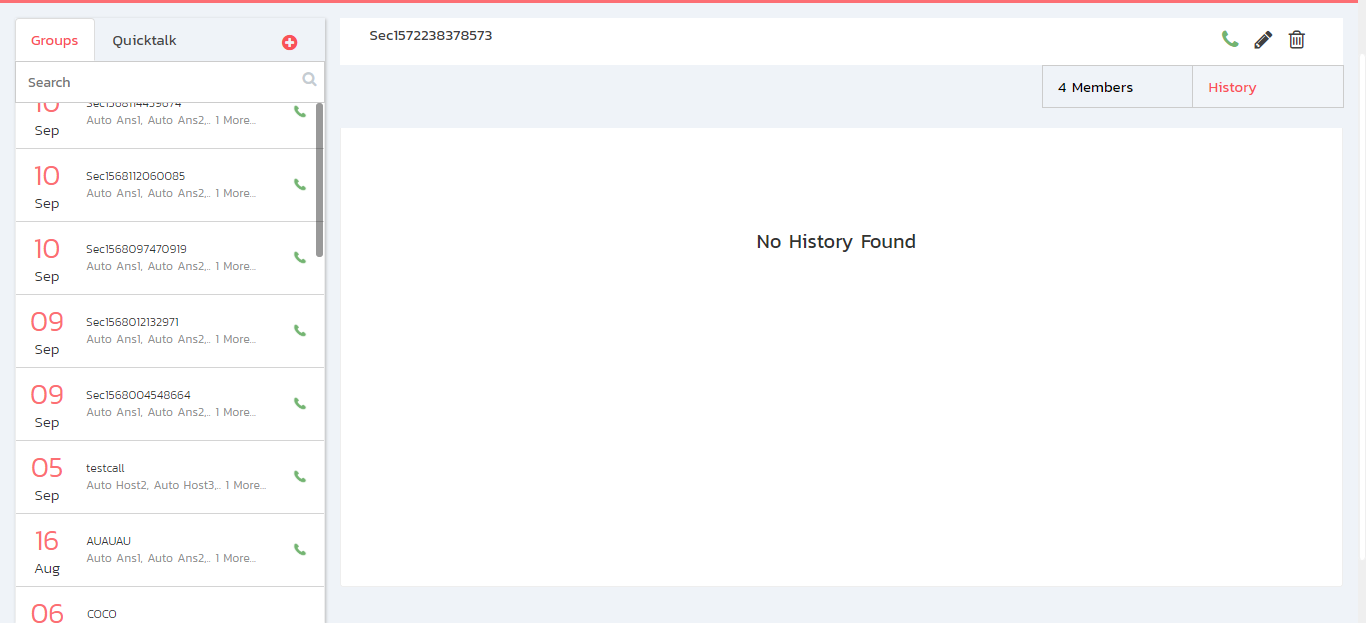 Groups
Quicktalk
Search
10
Sep
Sec1568114459674
Auto Ans1, Auto Ans2,.. 1 More...
10
Sep
Sec1568112060085
Auto Ans1, Auto Ans2,.. 1 More...
10
Sep
Sec1568097470919
Auto Ans1, Auto Ans2,.. 1 More...
09
Sep
Sec1568012132971
Auto Ans1, Auto Ans2,.. 1 More...
09
Sep
Sec1568004548664
Auto Ans1, Auto Ans2,.. 1 More...
05
Sep
testcall
Auto Host2, Auto Host3,.. 1 More...
16
Aug
AUAUAU
Auto Ans1, Auto Ans2,.. 1 More...
06
COCO
Sec1572238378573
4 Members
History
No History Found